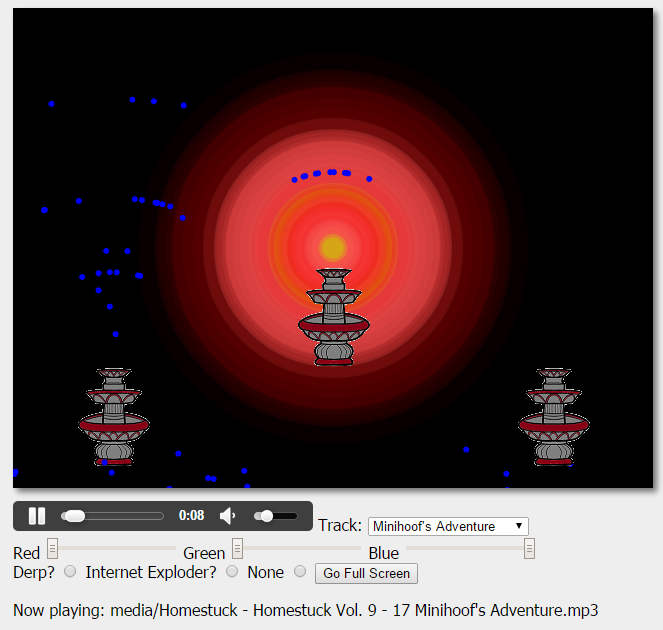 0:08 Track: Minihoof's Adventure
Red Green Blue
Derp? Internet Exploder? None Go Full Screen
Now playing: media/Homestuck - Homestuck Vol. 9 - 17 Minihoof's Adventure.mp3